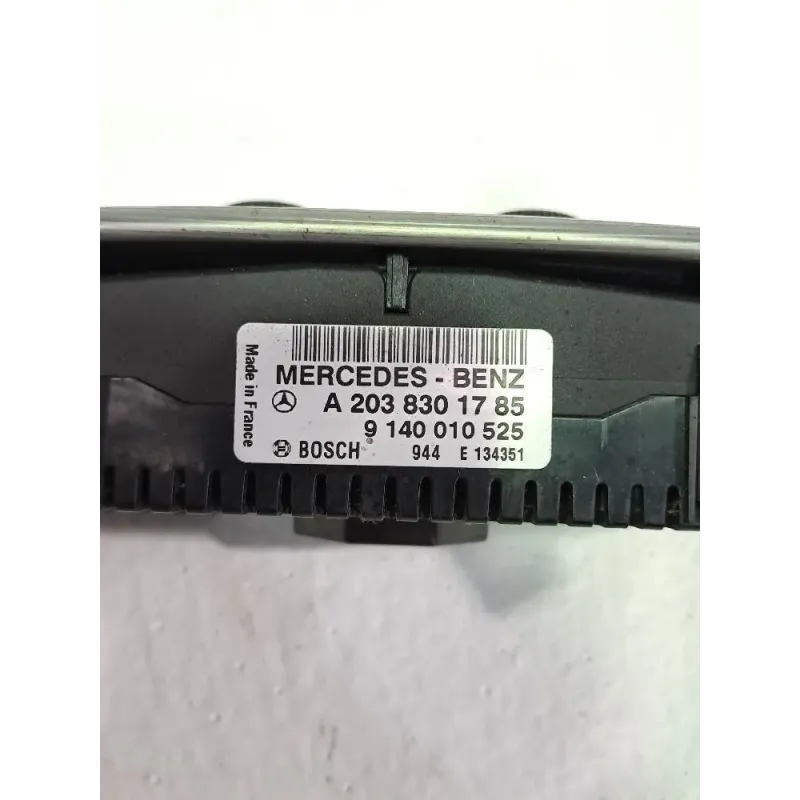 MERCEDES - BENZ
A 203 830 17 85
9 140 010 525
BOSCH 944 E 134351
Made in France